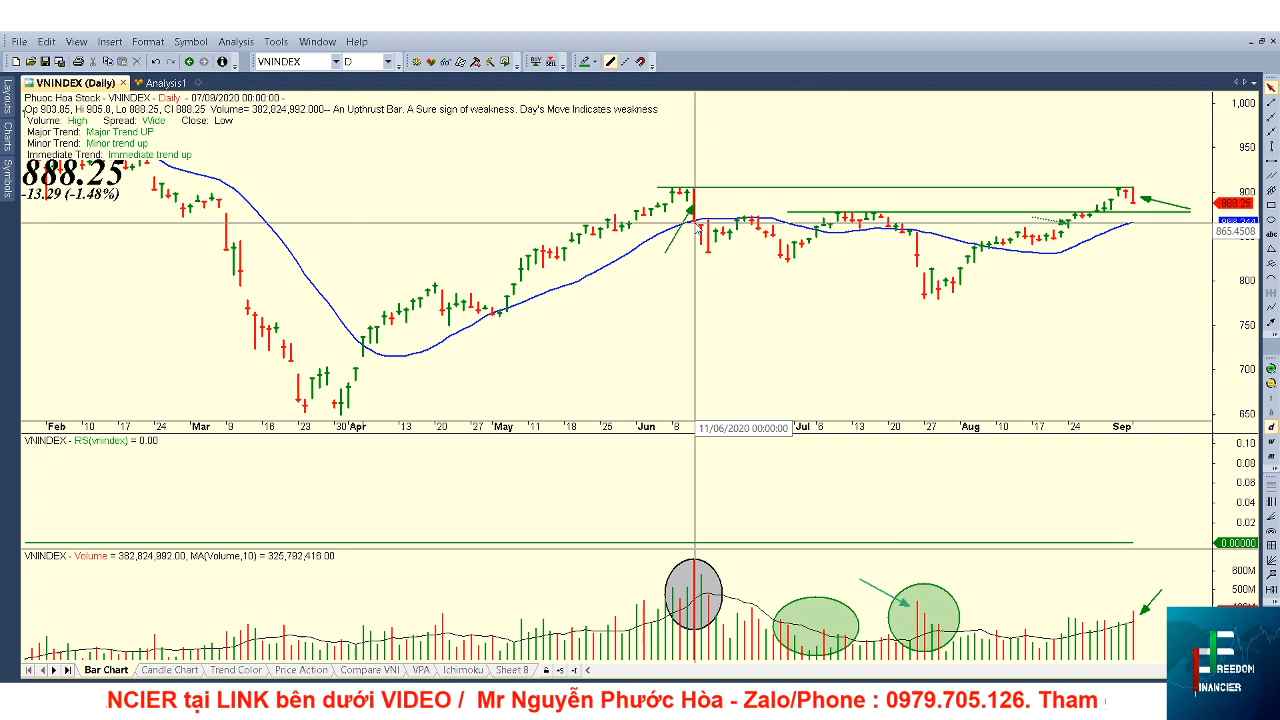 File Edit View Insert Format Symbol Analysis Tools Window Help
VNINDEX D
VNINDEX (Daily) Analysis1
Layouts
Charts
Symbols
Phuoc Hoa Stock - VNINDEX - Daily - 07/09/2020 00:00:00 -
Op 903.85, Hi 905.8, Lo 888.25, Cl 888.25 Volume= 382,824,992.000-- An Upthrust Bar. A Sure sign of weakness. Day's Move Indicates weakness
Volume: High Spread: Wide Close: Low
Major Trend: Major Trend UP
Minor Trend: Minor trend up
Immediate Trend: Immediate trend up
888.25
-13.29 (-1.48%)
1,000
950
900
888.25
865.4508
800
750
700
650
Feb 10 17 24 Mar 9 16 23 30 Apr 13 20 27 May 11 18 25 Jun 8 11/06/2020 00:00:00 Jul 8 13 20 27 Aug 10 17 24 Sep
VNINDEX - RS(vnindex) = 0.00
0.10
0.08
0.06
0.04
0.02
0.00000
VNINDEX - Volume = 382,824,992.00, MA(Volume,10) = 325,792,416.00
600M
500M
Bar Chart Candle Chart Trend Color Price Action Compare VNI VPA Ichimoku Sheet 8
FREEDOM
FINANCIER
NCIER tại LINK bên dưới VIDEO / Mr Nguyễn Phước Hòa - Zalo/Phone : 0979.705.126. Tham